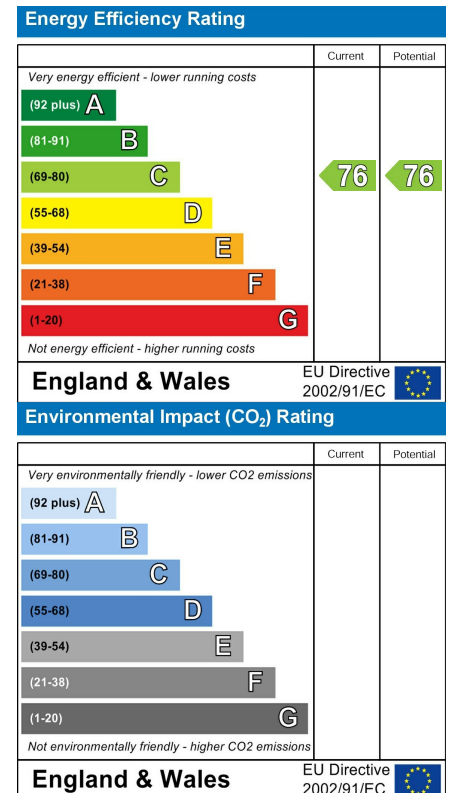 Energy Efficiency Rating
Current Potential
Very energy efficient - lower running costs
(92 plus) A
(81-91) B
(69-80) C 76 76
(55-68) D
(39-54) E
(21-38) F
(1-20) G
Not energy efficient - higher running costs
England & Wales EU Directive
2002/91/EC
Environmental Impact (CO₂) Rating
Current Potential
Very environmentally friendly - lower CO2 emissions
(92 plus) A
(81-91) B
(69-80) C
(55-68) D
(39-54) E
(21-38) F
(1-20) G
Not environmentally friendly - higher CO2 emissions
England & Wales EU Directive
2002/91/EC